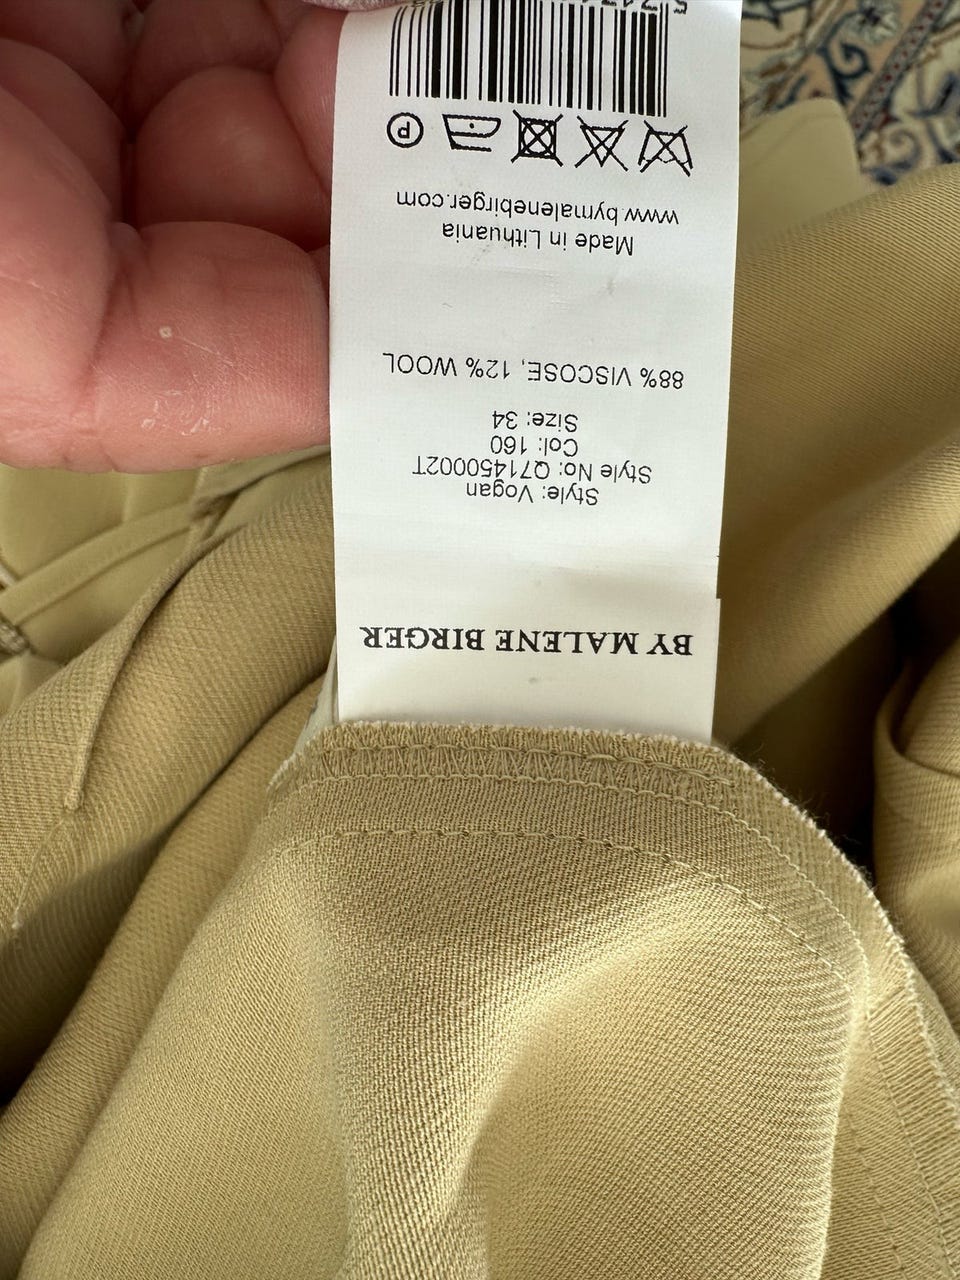 BY MALENE BIRGER
Style: Vogan
Style No: Q71450002T
Col: 160
Size: 34
88% VISCOSE, 12% WOOL
Made in Lithuania
www.bymalenebirger.com
P